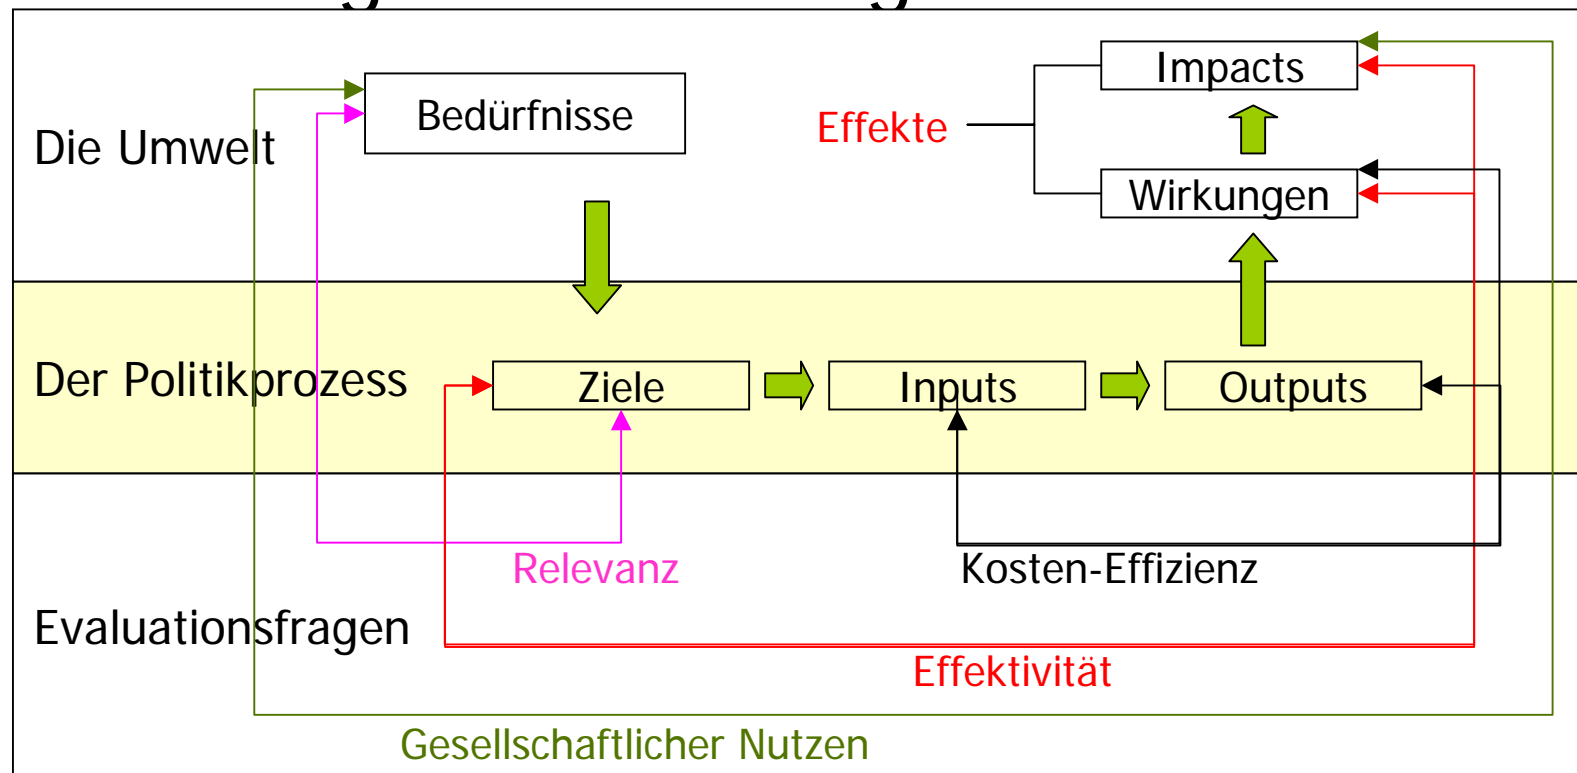 Bedürfnisse
Impacts
Effekte
Die Umwelt
Wirkungen
Der Politikprozess
Ziele
Inputs
Outputs
Relevanz
Kosten-Effizienz
Evaluationsfragen
Effektivität
Gesellschaftlicher Nutzen